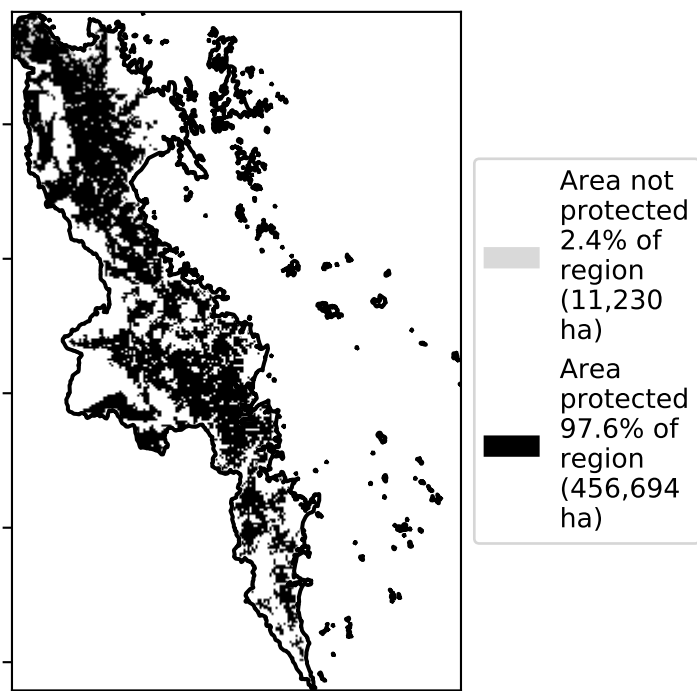 Area not
protected
2.4% of
region
(11,230
ha)
Area
protected
97.6% of
region
(456,694
ha)